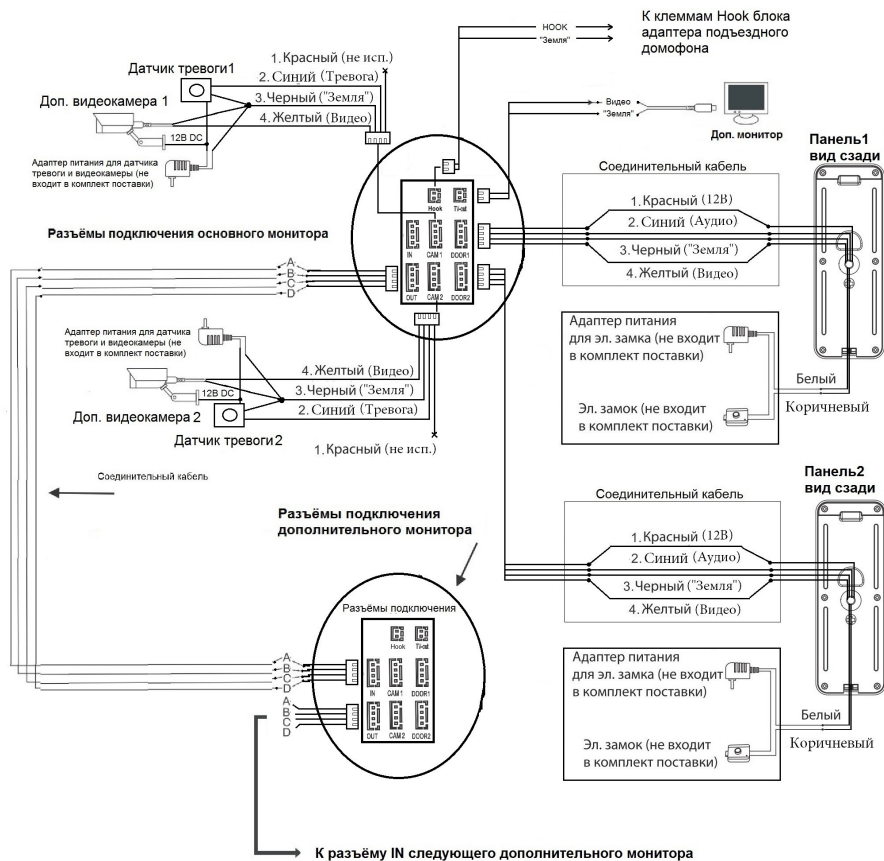 К клеммам Hook блока
адаптера подъездного
домофона
HOOK
"Земля"
1.Красный (не исп.)
2.Синий (Тревога)
3.Черный ("Земля")
4.Желтый (Видео)
Датчик тревоги1
Доп. видеокамера 1
12В DC
Адаптер питания для датчика
тревоги и видеокамеры (не
входит в комплект поставки)
Видео
"Земля"
Доп. монитор
Панель1
вид сзади
Соединительный кабель
1.Красный (12В)
2. Синий (Аудио)
3.Черный ("Земля")
4.Желтый (Видео)
Разъёмы подключения основного монитора
Hook
IN
CAM 1
DOOR1
OUT
CAM 2
DOOR2
A
B
C
D
Адаптер питания для датчика
тревоги и видеокамеры (не
входит в комплект поставки)
12В DC
Доп. видеокамера 2
Датчик тревоги2
4.Желтый (Видео)
3.Черный ("Земля")
2. Синий (Тревога)
1.Красный (не исп.)
Адаптер питания
для эл. замка (не входит
в комплект поставки)
Эл. замок (не входит
в комплект поставки)
Белый
Коричневый
Соединительный кабель
Разъёмы подключения
дополнительного монитора
Панель2
вид сзади
Соединительный кабель
1.Красный (12В)
2. Синий (Аудио)
3.Черный ("Земля")
4.Желтый (Видео)
Разъёмы подключения
Hook
IN
CAM 1
DOOR1
OUT
CAM 2
DOOR2
A
B
C
D
A
B
C
D
Адаптер питания
для эл. замка (не входит
в комплект поставки)
Эл. замок (не входит
в комплект поставки)
Белый
Коричневый
К разъёму IN следующего дополнительного монитора